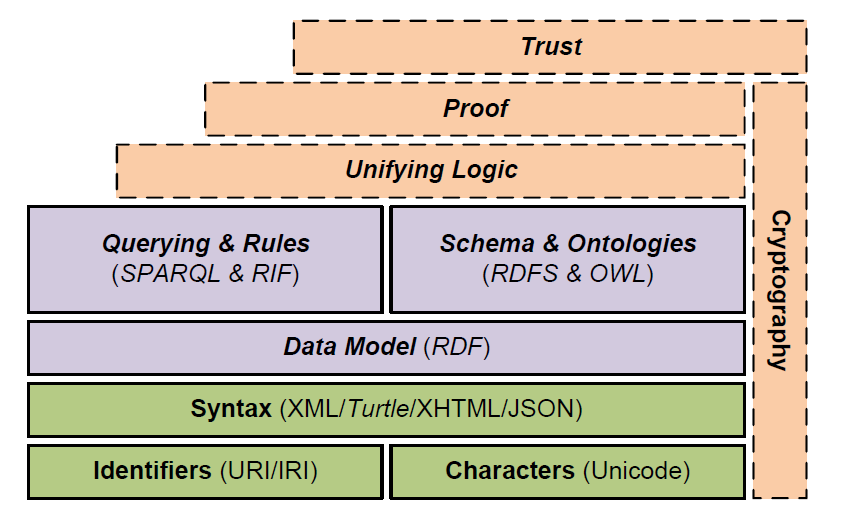 Trust
Proof
Unifying Logic
Querying & Rules
(SPARQL & RIF)
Schema & Ontologies
(RDFS & OWL)
Cryptography
Data Model (RDF)
Syntax (XML/Turtle/XHTML/JSON)
Identifiers (URI/IRI)
Characters (Unicode)